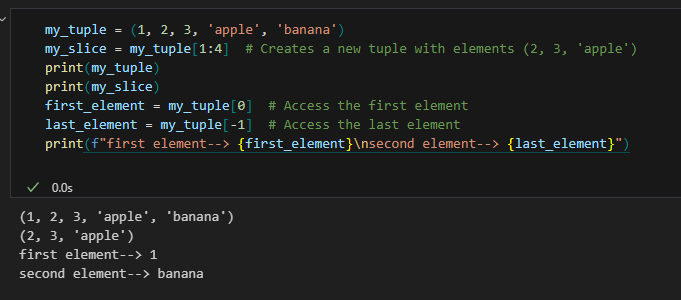 my_tuple = (1, 2, 3, 'apple', 'banana')
my_slice = my_tuple[1:4]  # Creates a new tuple with elements (2, 3, 'apple')
print(my_tuple)
print(my_slice)
first_element = my_tuple[0]  # Access the first element
last_element = my_tuple[-1]  # Access the last element
print(f"first element--> {first_element}\nsecond element--> {last_element}")
0.0s
(1, 2, 3, 'apple', 'banana')
(2, 3, 'apple')
first element--> 1
second element--> banana